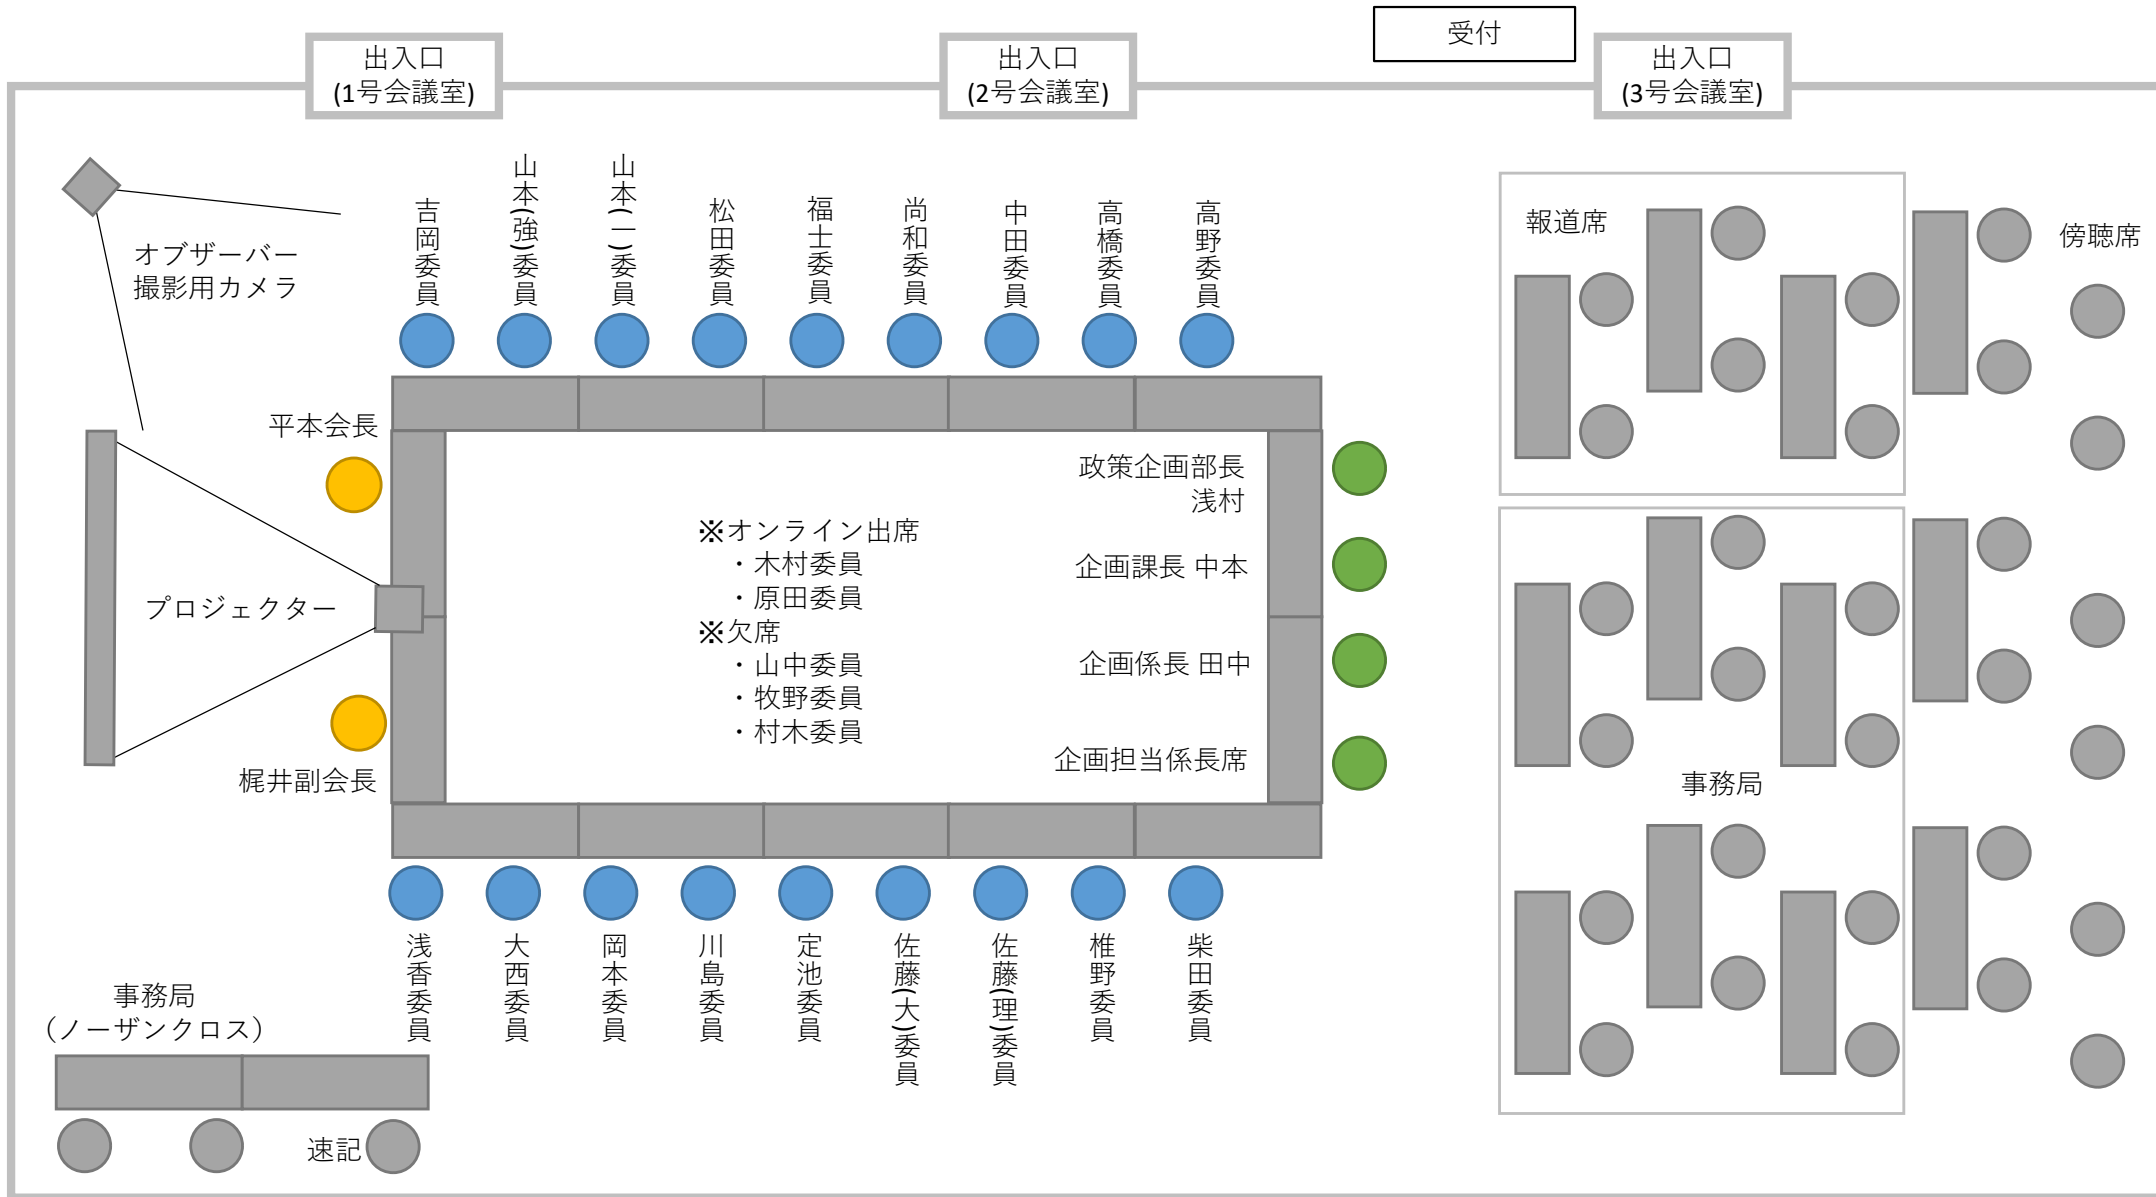 受付
出入口
(1号会議室)
出入口
(2号会議室)
出入口
(3号会議室)
オブザーバー
撮影用カメラ
吉岡委員
山本(強)委員
山本(一)委員
松田委員
福士委員
尚和委員
中田委員
高橋委員
高野委員
報道席
傍聴席
平本会長
プロジェクター
梶井副会長
※オンライン出席
・木村委員
・原田委員
※欠席
・山中委員
・牧野委員
・村木委員
政策企画部長
浅村
企画課長 中本
企画係長 田中
企画担当係長席
事務局
浅香委員
大西委員
岡本委員
川島委員
定池委員
佐藤(大)委員
佐藤(理)委員
椎野委員
柴田委員
事務局
（ノーザンクロス）
速記